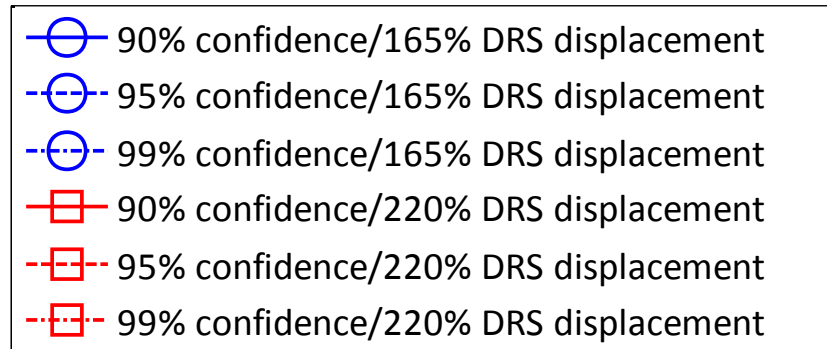 90% confidence/165% DRS displacement
95% confidence/165% DRS displacement
99% confidence/165% DRS displacement
90% confidence/220% DRS displacement
95% confidence/220% DRS displacement
99% confidence/220% DRS displacement